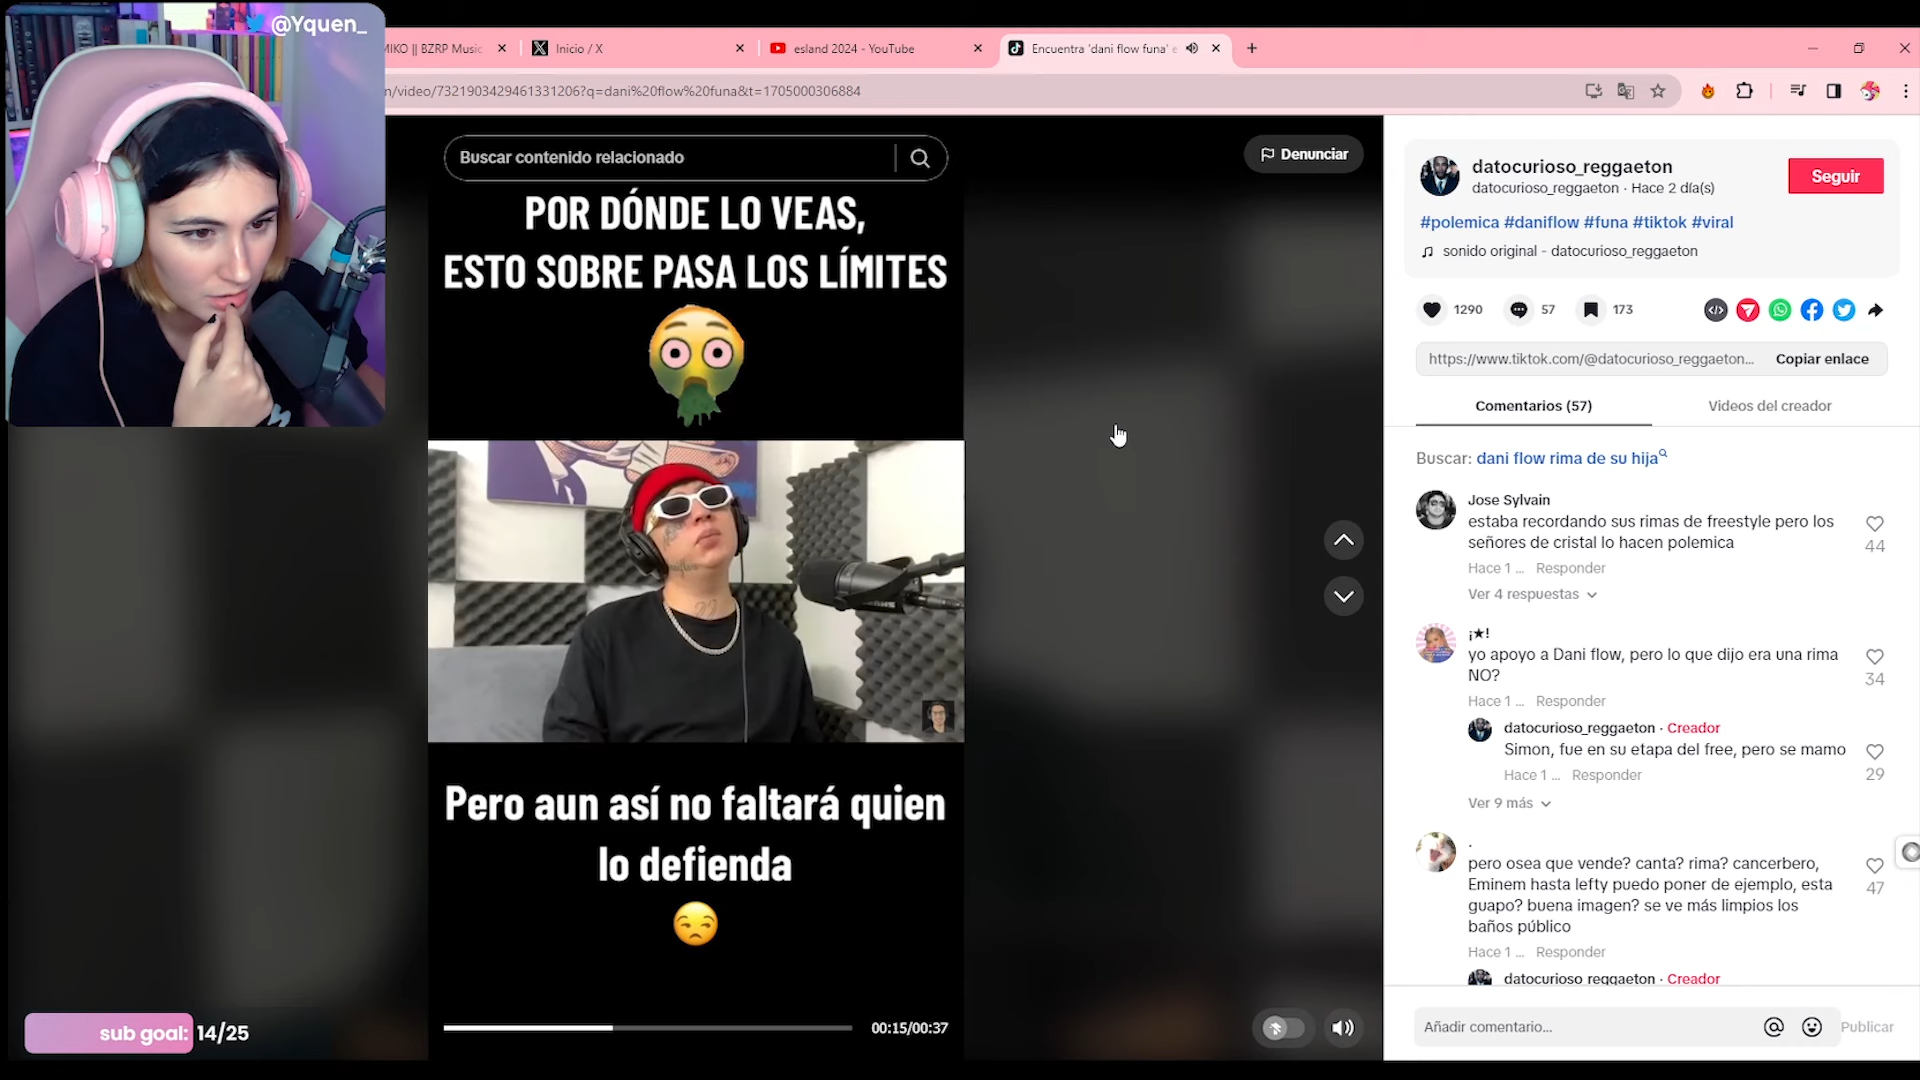 @Yquen_
MIKO || BZRP Music
Inicio / X
esland 2024 - YouTube
Encuentra 'dani flow funa' e
n/video/7321903429461331206?q=dani%20flow%20funa&t=1705000306884
Buscar contenido relacionado
Denunciar
POR DÓNDE LO VEAS,
ESTO SOBRE PASA LOS LÍMITES
Pero aun así no faltará quien
lo defienda
00:15/00:37
sub goal: 14/25
datocurioso_reggaeton
datocurioso_reggaeton · Hace 2 día(s)
Seguir
#polemica #daniflow #funa #tiktok #viral
sonido original - datocurioso_reggaeton
1290
57
173
https://www.tiktok.com/@datocurioso_reggaeton...
Copiar enlace
Comentarios (57)
Videos del creador
Buscar: dani flow rima de su hija
Jose Sylvain
estaba recordando sus rimas de freestyle pero los
señores de cristal lo hacen polemica
44
Hace 1 ... Responder
Ver 4 respuestas
¡★!
yo apoyo a Dani flow, pero lo que dijo era una rima
NO?
34
Hace 1 ... Responder
datocurioso_reggaeton · Creador
Simon, fue en su etapa del free, pero se mamo
29
Hace 1 ... Responder
Ver 9 más
.
pero osea que vende? canta? rima? cancerbero,
Eminem hasta lefty puedo poner de ejemplo, esta
guapo? buena imagen? se ve más limpios los
baños público
47
Hace 1 ... Responder
datocurioso_reggaeton · Creador
Añadir comentario...
Publicar